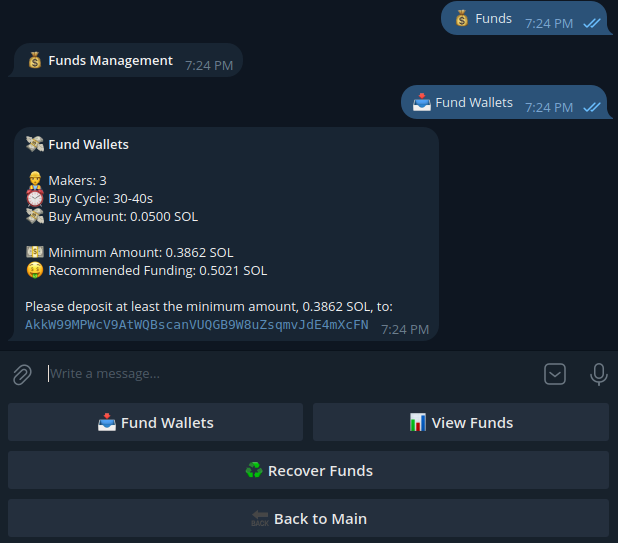 💰 Funds 7:24 PM
💰 Funds Management 7:24 PM
📥 Fund Wallets 7:24 PM
💸 Fund Wallets
👷 Makers: 3
⏰ Buy Cycle: 30-40s
💸 Buy Amount: 0.0500 SOL
💵 Minimum Amount: 0.3862 SOL
🤑 Recommended Funding: 0.5021 SOL
Please deposit at least the minimum amount, 0.3862 SOL, to:
AkkW99MPWcV9AtWQBscanVUQGB9W8uZsqmvJdE4mXcFN 7:24 PM
Write a message...
📥 Fund Wallets
📊 View Funds
♻️ Recover Funds
🔙 Back to Main